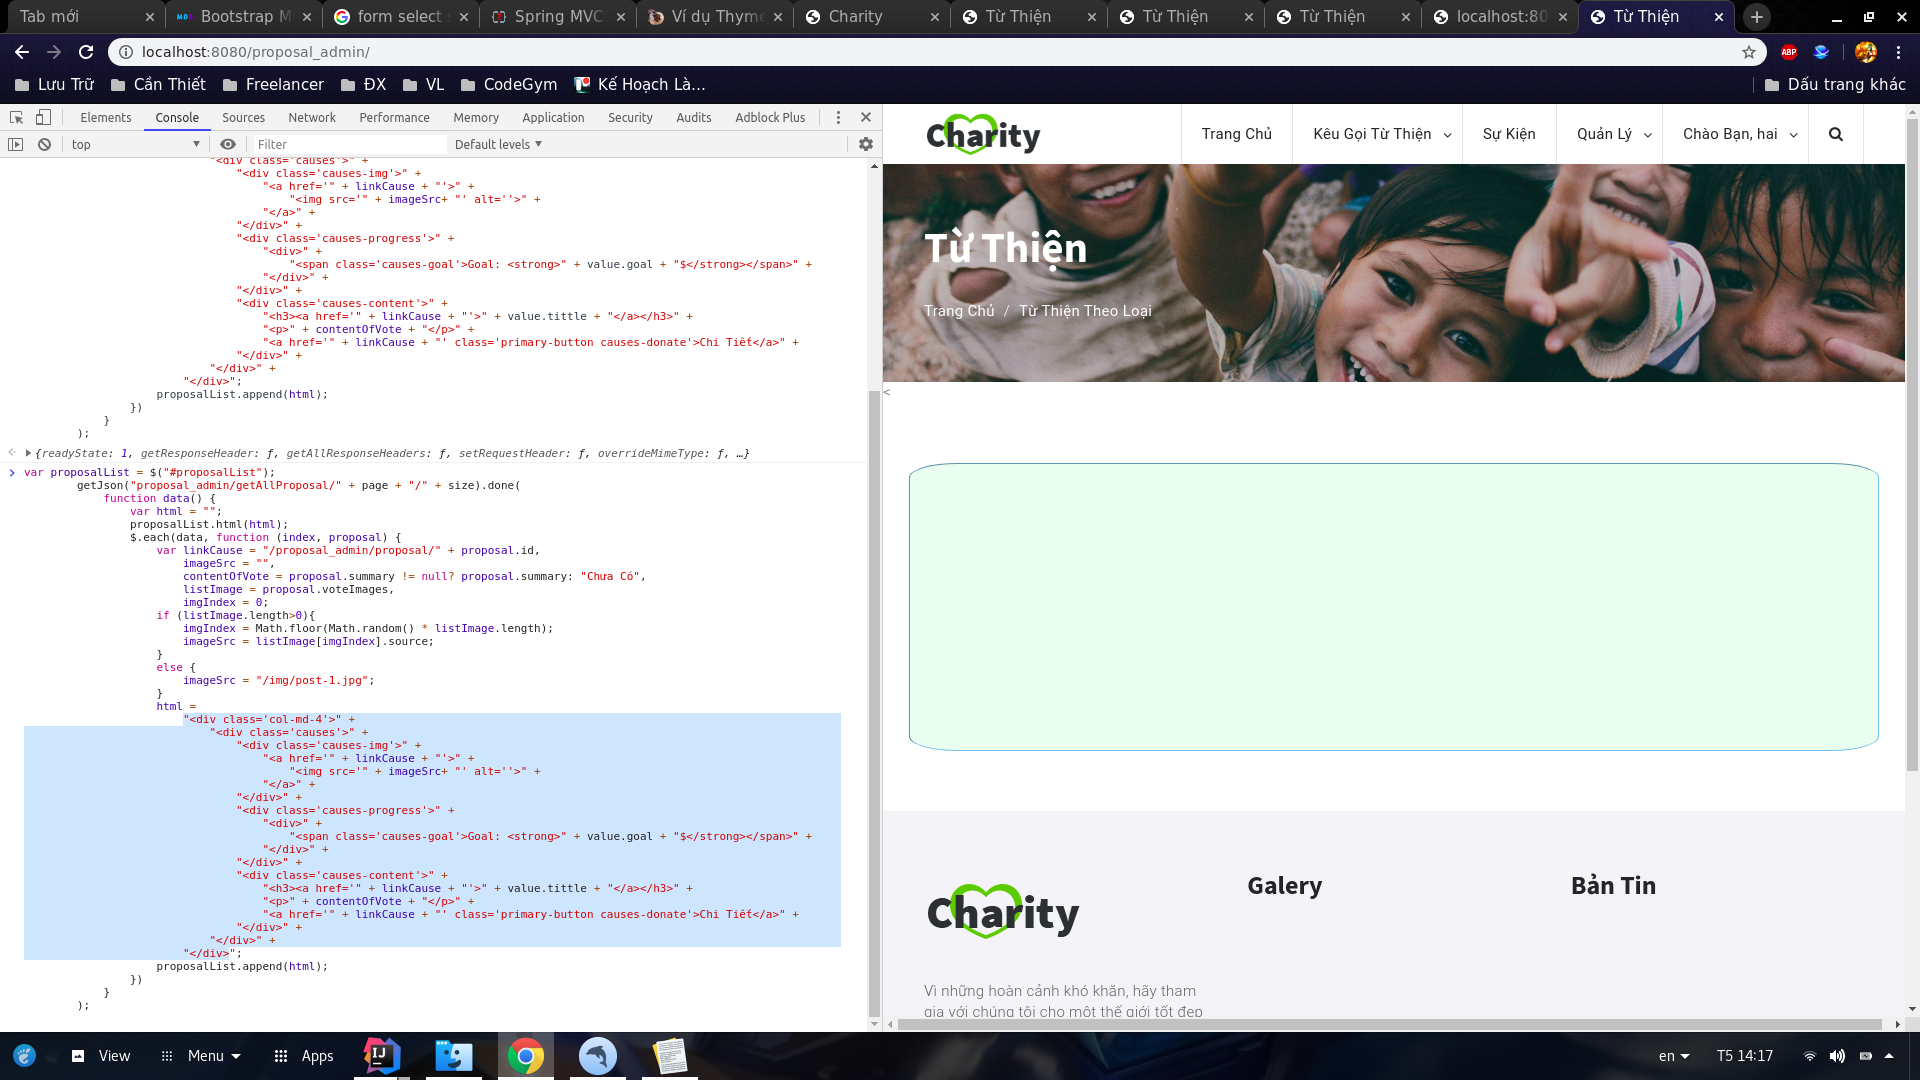 Tab mới
Bootstrap M
form select
Spring MVC
Ví dụ Thyme
Charity
Từ Thiện
Từ Thiện
Từ Thiện
localhost:80
Từ Thiện
localhost:8080/proposal_admin/
ABP
Lưu Trữ
Cần Thiết
Freelancer
ĐX
VL
CodeGym
Kế Hoạch Là...
Dấu trang khác
Elements Console Sources Network Performance Memory Application Security Audits Adblock Plus
top
Filter
Default levels
"<div class='causes'>" +
"<div class='causes-img'>" +
"<a href='" + linkCause + "'>" +
"<img src='" + imageSrc+ "' alt=''>" +
"</a>" +
"</div>" +
"<div class='causes-progress'>" +
"<div>" +
"<span class='causes-goal'>Goal: <strong>" + value.goal + "$</strong></span>" +
"</div>" +
"</div>" +
"<div class='causes-content'>" +
"<h3><a href='" + linkCause + "'>" + value.tittle + "</a></h3>" +
"<p>" + contentOfVote + "</p>" +
"<a href='" + linkCause + "' class='primary-button causes-donate'>Chi Tiết</a>" +
"</div>" +
"</div>" +
"</div>";
proposalList.append(html);
})
}
);
{readyState: 1, getResponseHeader: ƒ, getAllResponseHeaders: ƒ, setRequestHeader: ƒ, overrideMimeType: ƒ, …}
var proposalList = $("#proposalList");
getJson("proposal_admin/getAllProposal/" + page + "/" + size).done(
function data() {
var html = "";
proposalList.html(html);
$.each(data, function (index, proposal) {
var linkCause = "/proposal_admin/proposal/" + proposal.id,
imageSrc = "",
contentOfVote = proposal.summary != null? proposal.summary: "Chưa Có",
listImage = proposal.voteImages,
imgIndex = 0;
if (listImage.length>0){
imgIndex = Math.floor(Math.random() * listImage.length);
imageSrc = listImage[imgIndex].source;
}
else {
imageSrc = "/img/post-1.jpg";
}
html =
"<div class='col-md-4'>" +
"<div class='causes'>" +
"<div class='causes-img'>" +
"<a href='" + linkCause + "'>" +
"<img src='" + imageSrc+ "' alt=''>" +
"</a>" +
"</div>" +
"<div class='causes-progress'>" +
"<div>" +
"<span class='causes-goal'>Goal: <strong>" + value.goal + "$</strong></span>" +
"</div>" +
"</div>" +
"<div class='causes-content'>" +
"<h3><a href='" + linkCause + "'>" + value.tittle + "</a></h3>" +
"<p>" + contentOfVote + "</p>" +
"<a href='" + linkCause + "' class='primary-button causes-donate'>Chi Tiết</a>" +
"</div>" +
"</div>" +
"</div>";
proposalList.append(html);
})
}
);
Charity
Trang Chủ
Kêu Gọi Từ Thiện
Sự Kiện
Quản Lý
Chào Bạn, hai
Từ Thiện
Trang Chủ / Từ Thiện Theo Loại
<
Charity
Galery
Bản Tin
Vì những hoàn cảnh khó khăn, hãy tham
gia với chúng tôi cho một thế giới tốt đẹp
View
Menu
Apps
IJ
en
T5 14:17